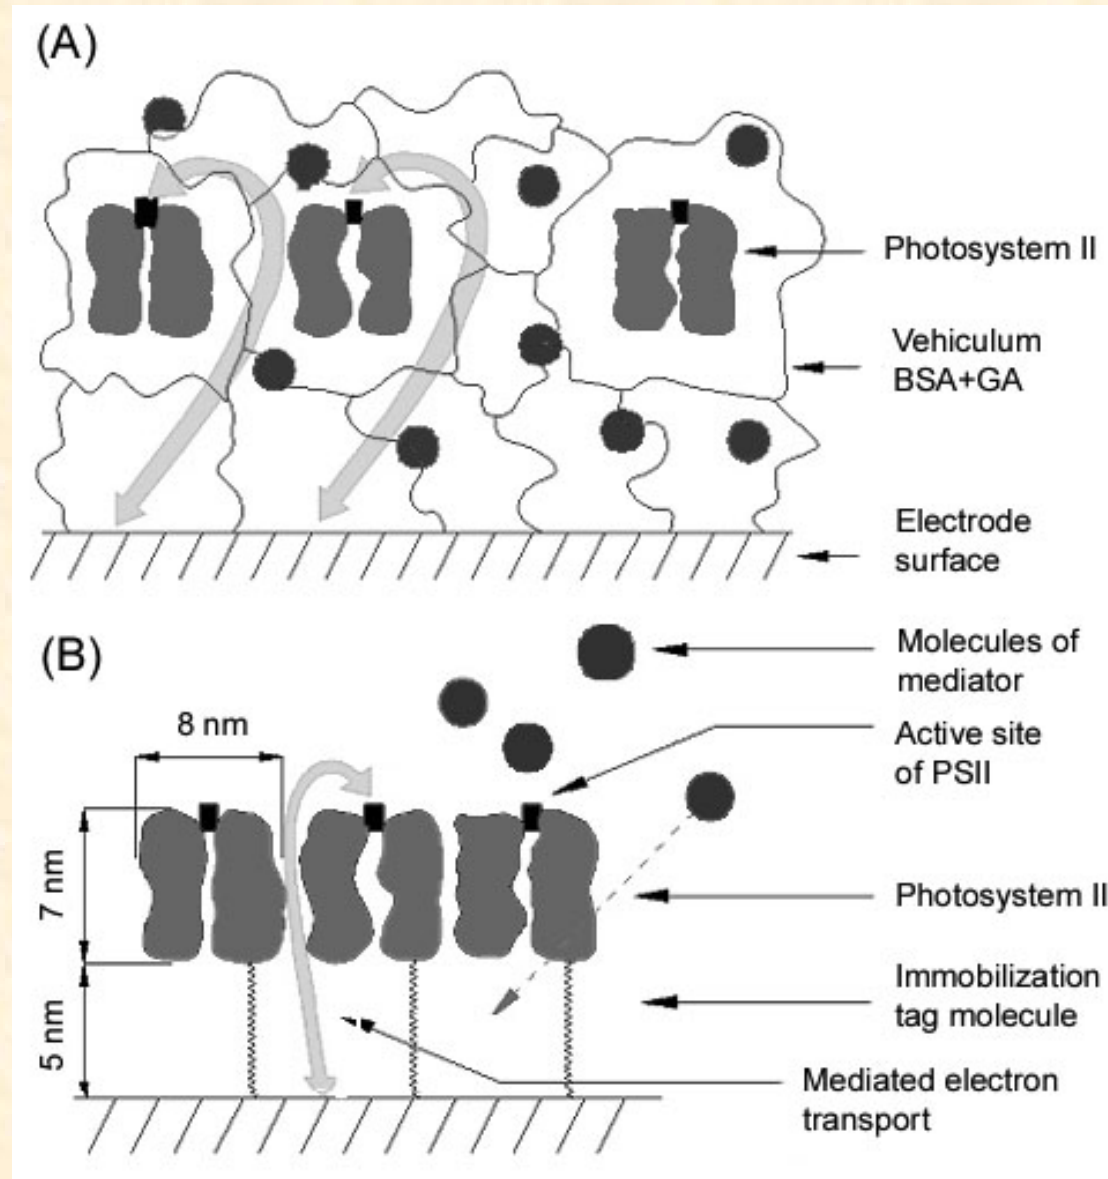 (A)
Photosystem II
Vehiculum
BSA+GA
Electrode
surface
(B)
Molecules of
mediator
8 nm
Active site
of PSII
7 nm
Photosystem II
Immobilization
tag molecule
5 nm
Mediated electron
transport